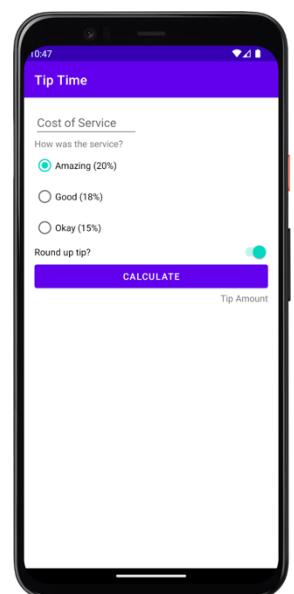 10:47
Tip Time
Cost of Service
How was the service?
Amazing (20%)
Good (18%)
Okay (15%)
Round up tip?
CALCULATE
Tip Amount